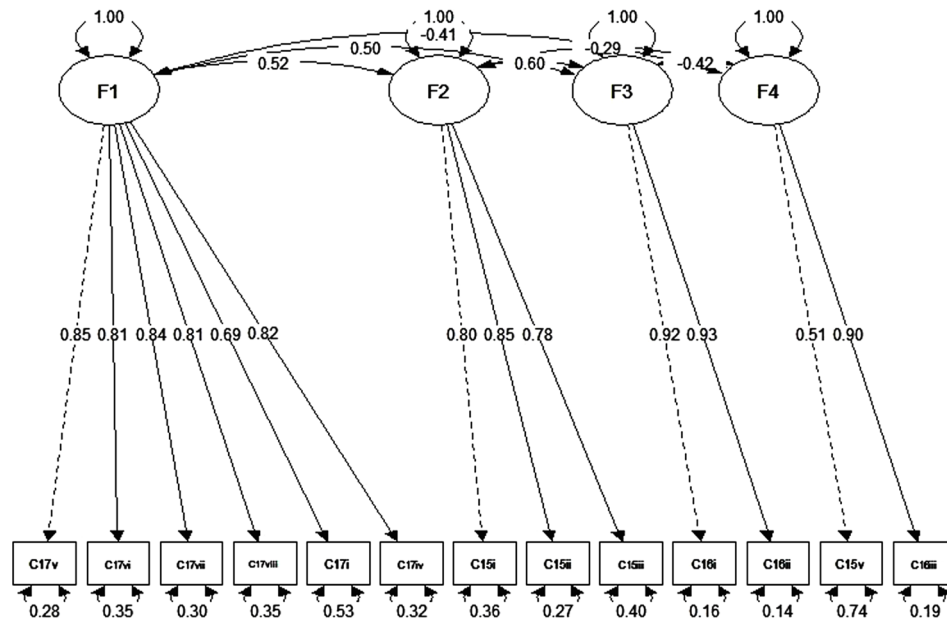 1.00 1.00 1.00 1.00
-0.41
0.50 -0.29
0.52 0.60 -0.42
F1 F2 F3 F4
0.85 0.81 0.84 0.81 0.69 0.82 0.80 0.85 0.78 0.92 0.93 0.51 0.90
C17v C17vi C17vii C17viii C17i C17iv C15i C15ii C15iii C16i C16ii C15v C16iii
0.28 0.35 0.30 0.35 0.53 0.32 0.36 0.27 0.40 0.16 0.14 0.74 0.19